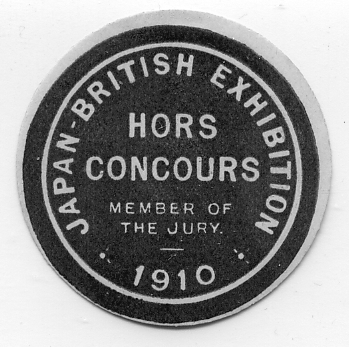 JAPAN-BRITISH EXHIBITION
HORS
CONCOURS
MEMBER OF
THE JURY.
1910